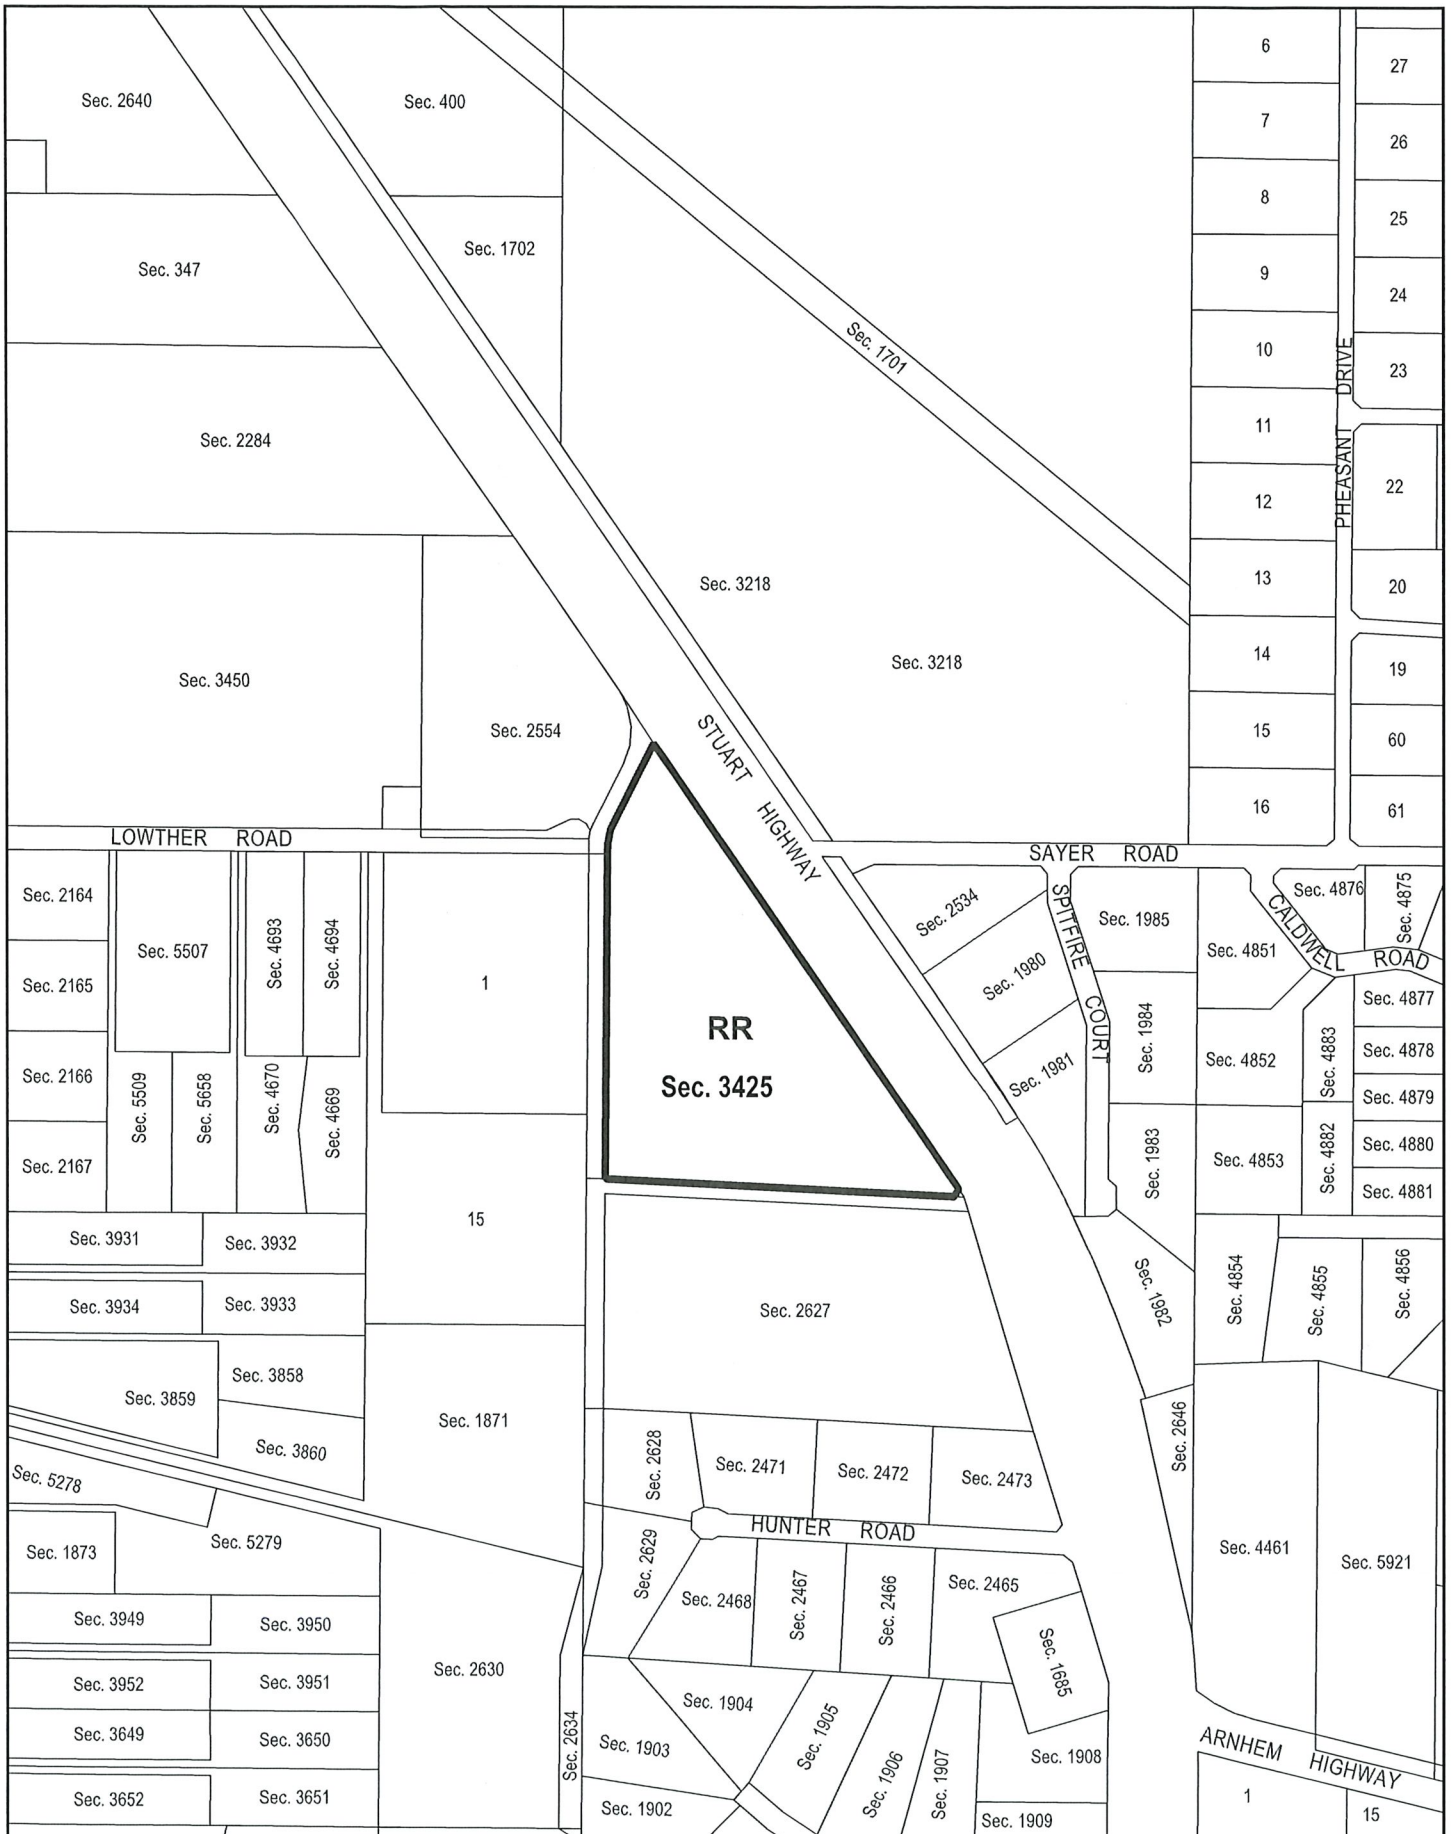 6
27
Sec. 2640
Sec. 400
7
26
8
25
Sec. 1702
Sec. 347
9
24
Sec. 1701
10
23
PHEASANT DRIVE
11
Sec. 2284
12
22
13
20
Sec. 3218
14
19
Sec. 3218
Sec. 3450
Sec. 2554
15
60
STUART HIGHWAY
16
61
LOWTHER ROAD
SAYER ROAD
Sec. 2164
Sec. 5507
Sec. 4693
Sec. 4694
Sec. 2534
SPITFIRE COURT
Sec. 1985
Sec. 4876
Sec. 4875
CALDWELL ROAD
Sec. 4851
Sec. 2165
1
Sec. 1980
Sec. 4877
RR
Sec. 3425
Sec. 1984
Sec. 4883
Sec. 4878
Sec. 4852
Sec. 2166
Sec. 1981
Sec. 4879
Sec. 5509
Sec. 5658
Sec. 4670
Sec. 4669
Sec. 1983
Sec. 4882
Sec. 4880
Sec. 4853
Sec. 2167
Sec. 4881
15
Sec. 3931
Sec. 3932
Sec. 1982
Sec. 4854
Sec. 4855
Sec. 4856
Sec. 3934
Sec. 3933
Sec. 2627
Sec. 3858
Sec. 3859
Sec. 1871
Sec. 2646
Sec. 3860
Sec. 2628
Sec. 2471
Sec. 2472
Sec. 2473
Sec. 5278
HUNTER ROAD
Sec. 5279
Sec. 1873
Sec. 4461
Sec. 5921
Sec. 2629
Sec. 2468
Sec. 2467
Sec. 2466
Sec. 2465
Sec. 3949
Sec. 3950
Sec. 2630
Sec. 1685
Sec. 3952
Sec. 3951
Sec. 1904
Sec. 1905
Sec. 3649
Sec. 3650
Sec. 2634
Sec. 1903
Sec. 1908
ARNHEM HIGHWAY
Sec. 1906
Sec. 1907
Sec. 3652
Sec. 3651
Sec. 1902
1
15
Sec. 1909